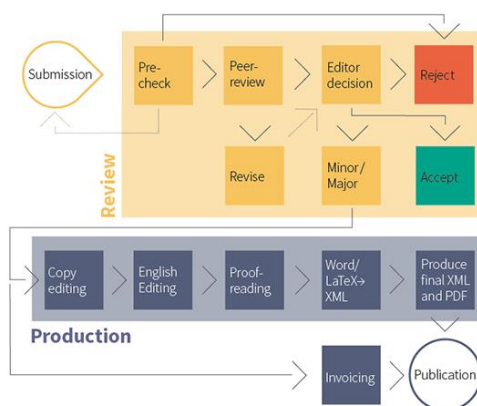 Submission
Pre-
check
Peer-
review
Editor
decision
Reject
Revise
Minor/
Major
Accept
Review
Copy
editing
English
Editing
Proof-
reading
Word/
LaTeX→
XML
Produce
final XML
and PDF
Production
Invoicing
Publication